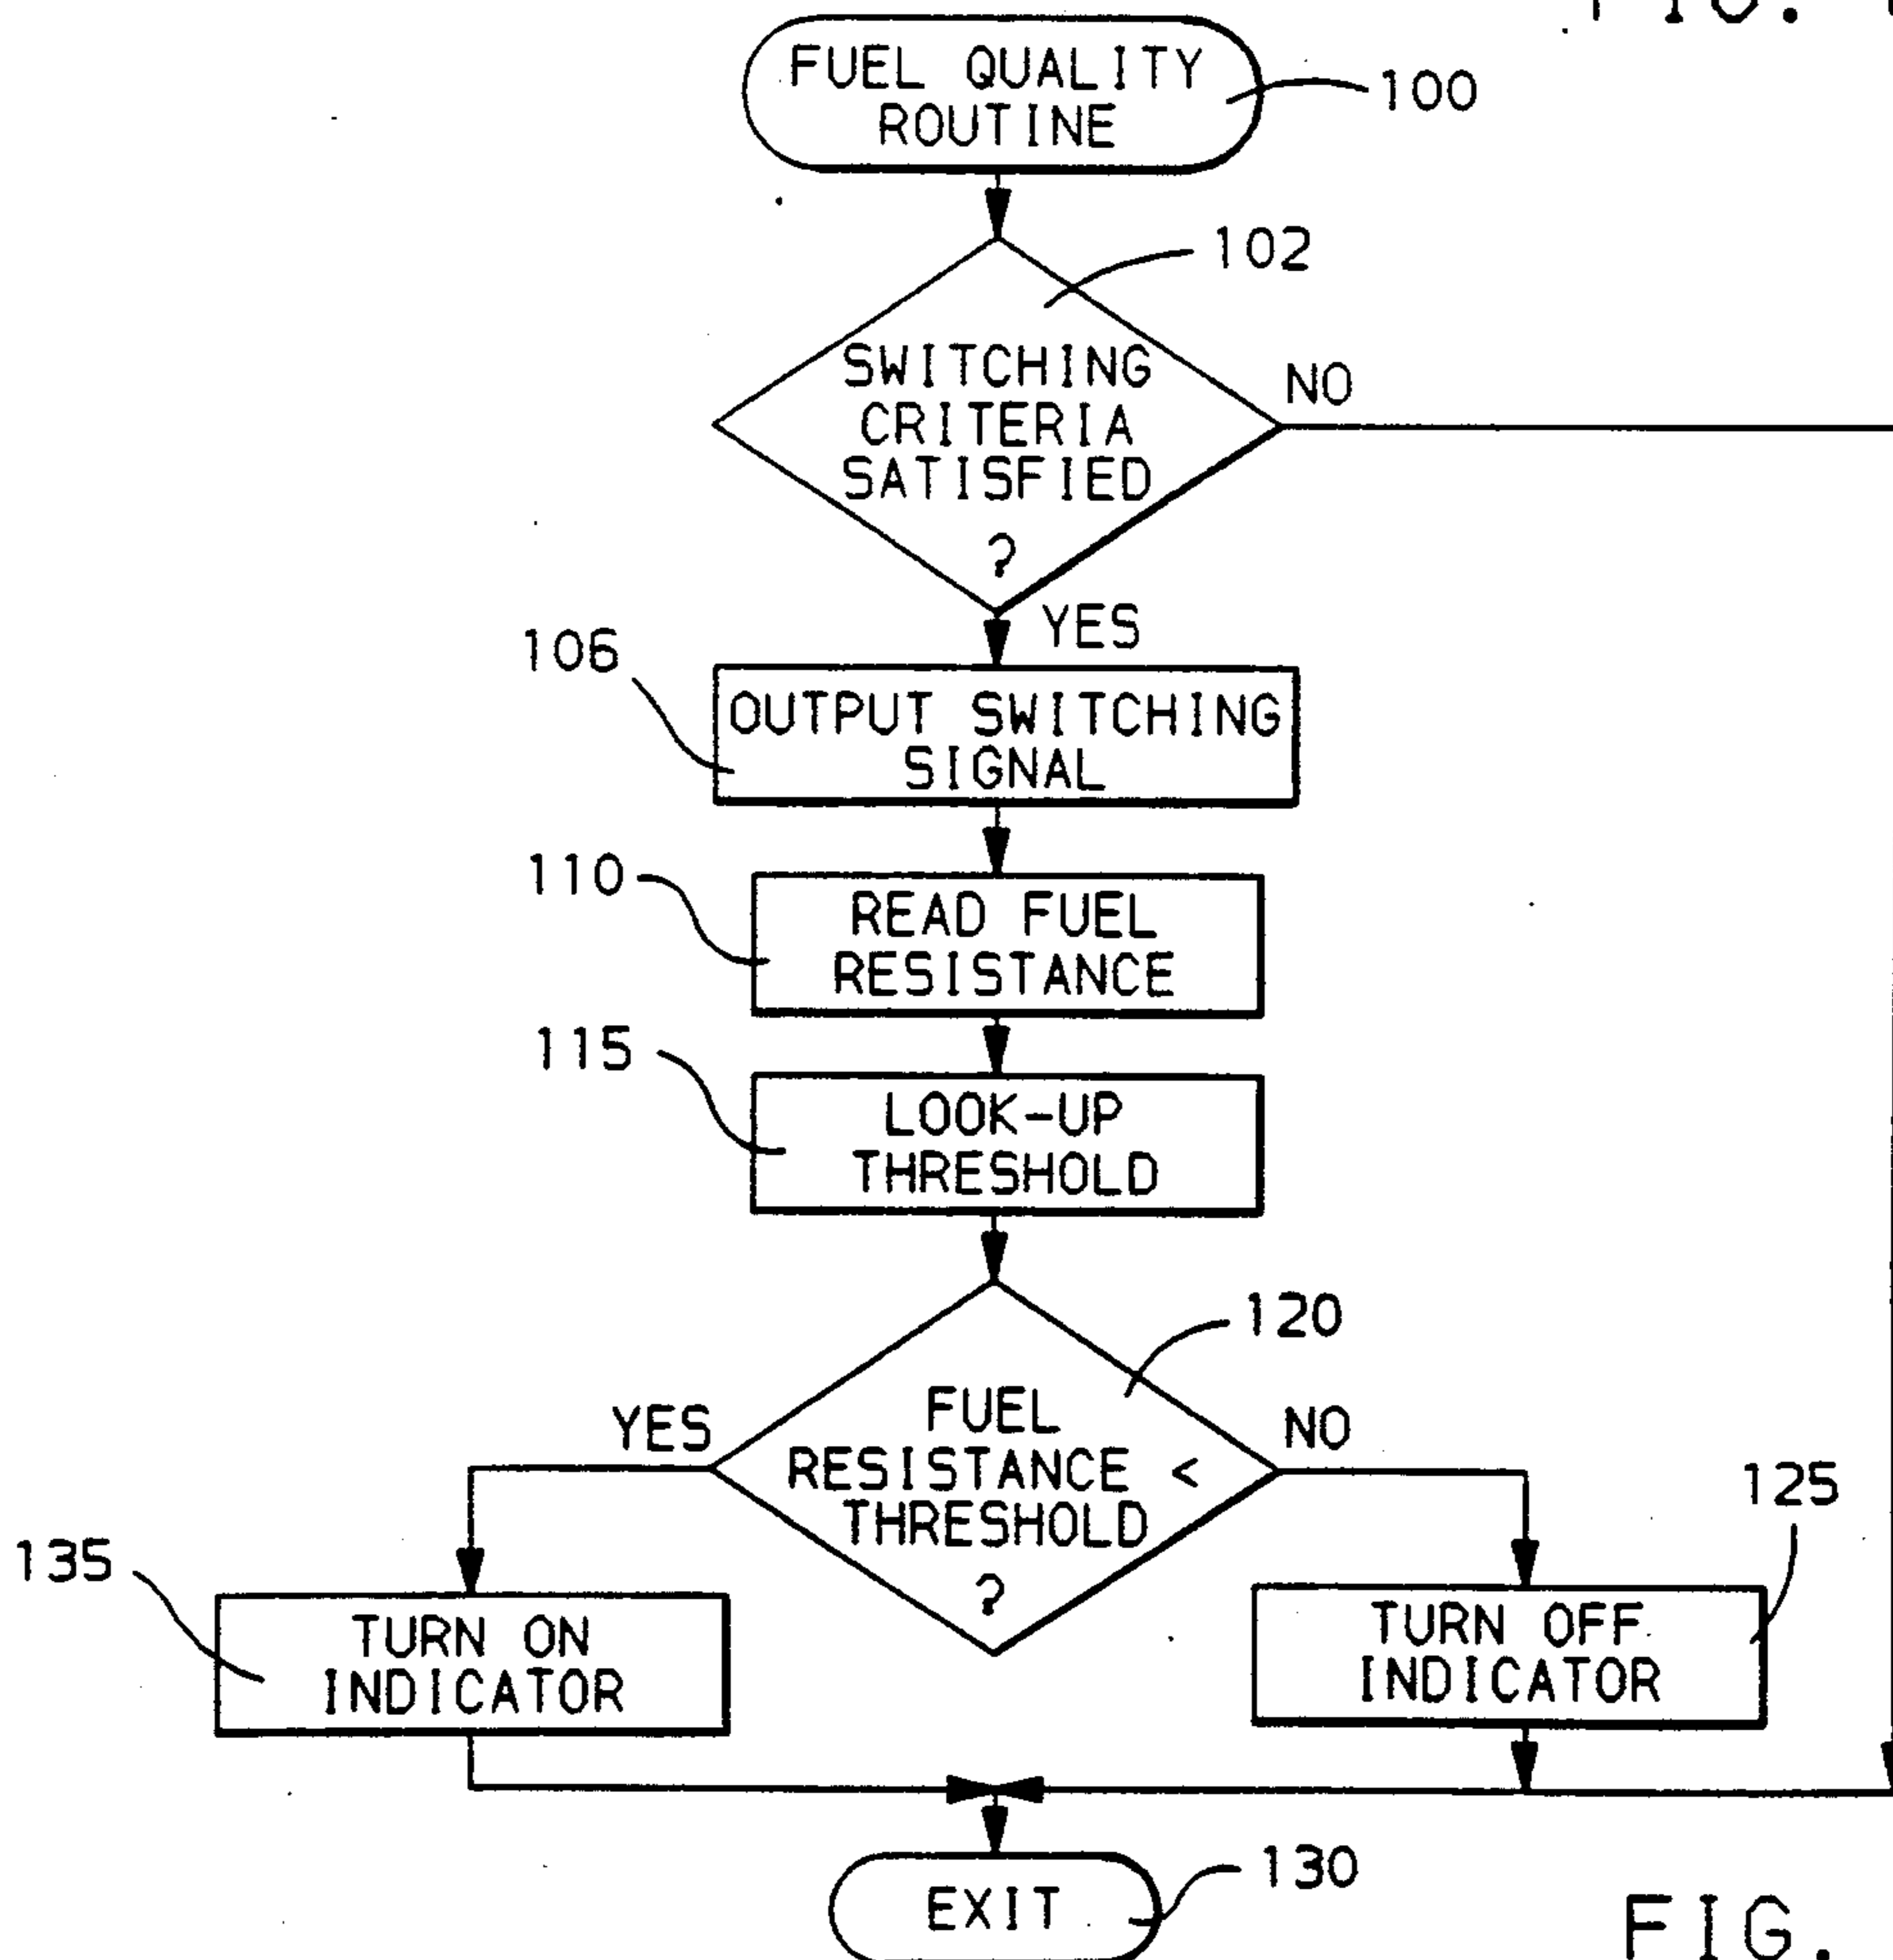 FIG.
FUEL QUALITY
ROUTINE
100
102
SWITCHING
CRITERIA
SATISFIED
?
NO
YES
106
OUTPUT SWITCHING
SIGNAL
110
READ FUEL
RESISTANCE
115
LOOK-UP
THRESHOLD
120
FUEL
RESISTANCE <
THRESHOLD
?
YES
NO
125
135
TURN ON
INDICATOR
TURN OFF
INDICATOR
130
EXIT
FIG.